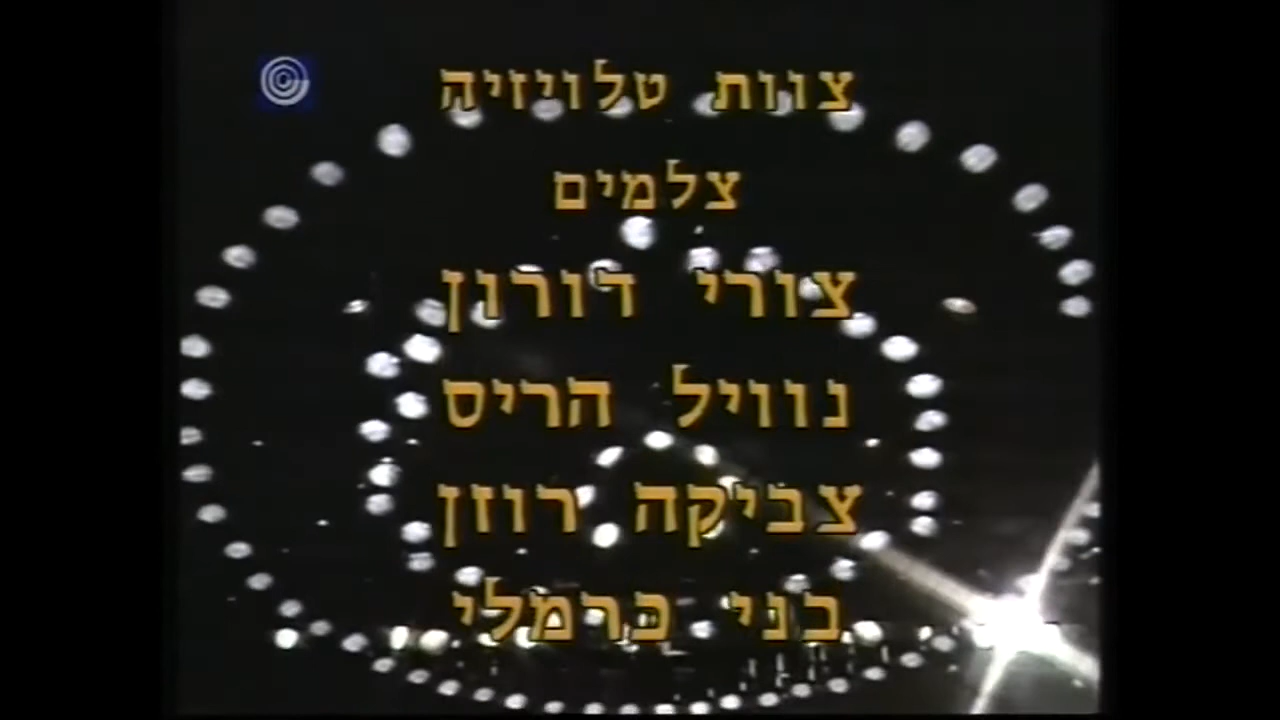 צוות טלויזיה
צלמים
צורי דורון
נוויל הריס
צביקה רוזן
בני כרמלי